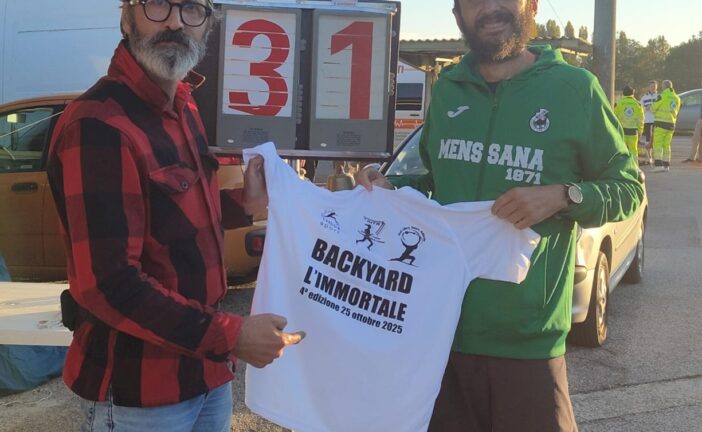 31
MENS SANA
1871
BACKYARD
L'IMMORTALE
4ª edizione 25 ottobre 2025